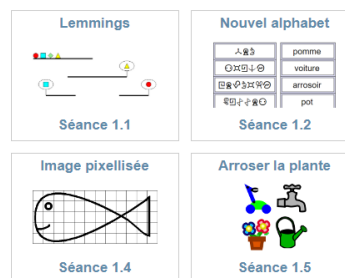 Lemmings
Séance 1.1
Nouvel alphabet
pomme
voiture
arrosoir
pot
Séance 1.2
Image pixellisée
Séance 1.4
Arroser la plante
Séance 1.5